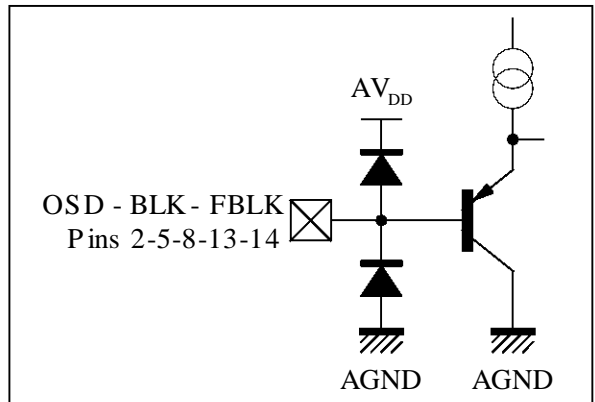 AVDD
OSD - BLK - FBLK
Pins 2-5-8-13-14
AGND
AGND